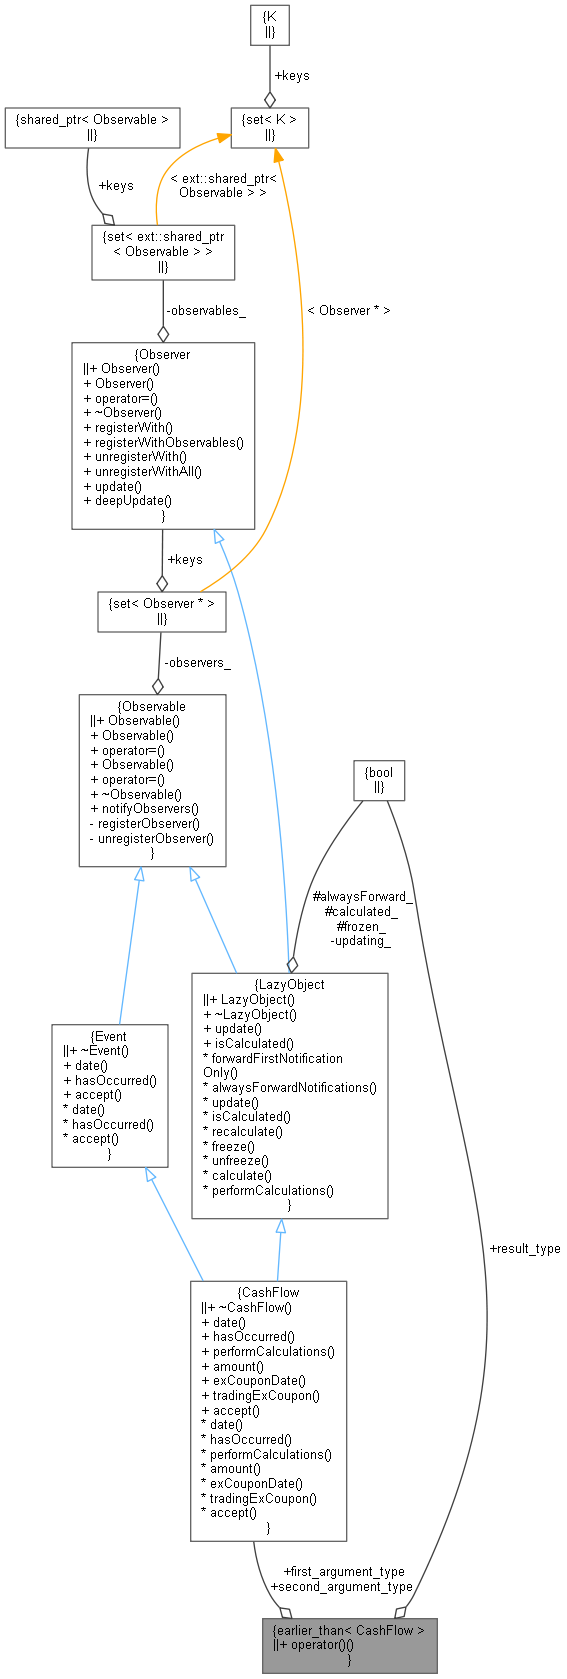 {K
||}
+keys
{shared_ptr< Observable >
||}
{set< K >
||}
+keys
< ext::shared_ptr<
Observable > >
{set< ext::shared_ptr
< Observable > >
||}
-observables_
< Observer * >
{Observer
||+ Observer()
+ Observer()
+ operator=()
+ ~Observer()
+ registerWith()
+ registerWithObservables()
+ unregisterWith()
+ unregisterWithAll()
+ update()
+ deepUpdate()
}
+keys
{set< Observer * >
||}
-observers_
{Observable
||+ Observable()
+ Observable()
+ operator=()
+ Observable()
+ operator=()
+ ~Observable()
+ notifyObservers()
- registerObserver()
- unregisterObserver()
}
{bool
||}
#alwaysForward_
#calculated_
#frozen_
-updating_
{LazyObject
||+ LazyObject()
+ ~LazyObject()
+ update()
+ isCalculated()
* forwardFirstNotification
Only()
* alwaysForwardNotifications()
* update()
* isCalculated()
* recalculate()
* freeze()
* unfreeze()
* calculate()
* performCalculations()
}
{Event
||+ ~Event()
+ date()
+ hasOccurred()
+ accept()
* date()
* hasOccurred()
* accept()
}
+result_type
{CashFlow
||+ ~CashFlow()
+ date()
+ hasOccurred()
+ performCalculations()
+ amount()
+ exCouponDate()
+ tradingExCoupon()
+ accept()
* date()
* hasOccurred()
* performCalculations()
* amount()
* exCouponDate()
* tradingExCoupon()
* accept()
}
+first_argument_type
+second_argument_type
{earlier_than< CashFlow >
||+ operator()()
}